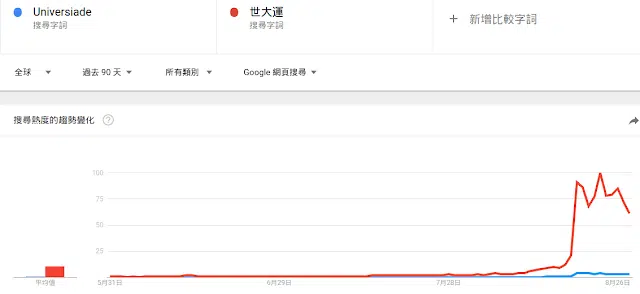 Universiade
搜尋字詞
世大運
搜尋字詞
+ 新增比較字詞
全球
過去 90 天
所有類別
Google 網頁搜尋
搜尋熱度的趨勢變化 ?
100
75
50
25
平均值
5月31日
6月29日
7月28日
8月26日